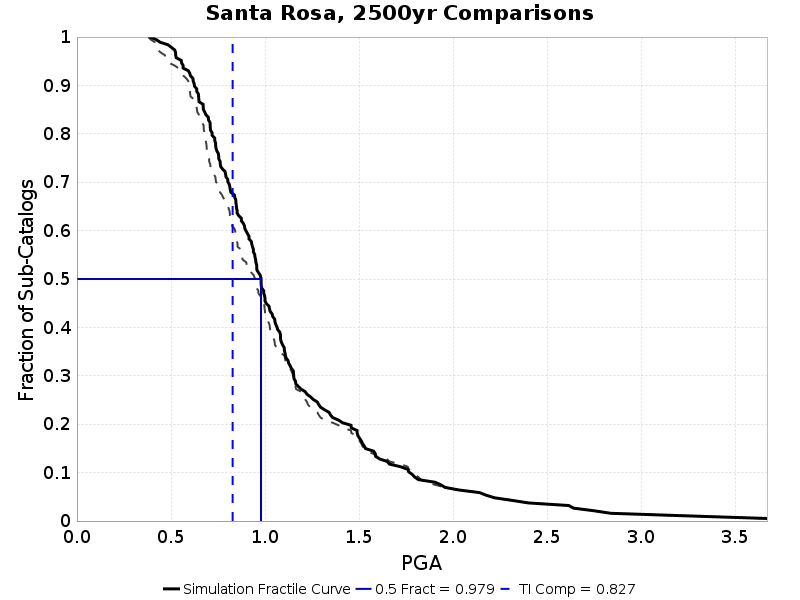 Santa Rosa, 2500yr Comparisons
1
0.9
0.8
0.7
0.6
0.5
0.4
0.3
0.2
0.1
0
Fraction of Sub-Catalogs
0.0 0.5 1.0 1.5 2.0 2.5 3.0 3.5
PGA
Simulation Fractile Curve 0.5 Fract = 0.979 TI Comp = 0.827